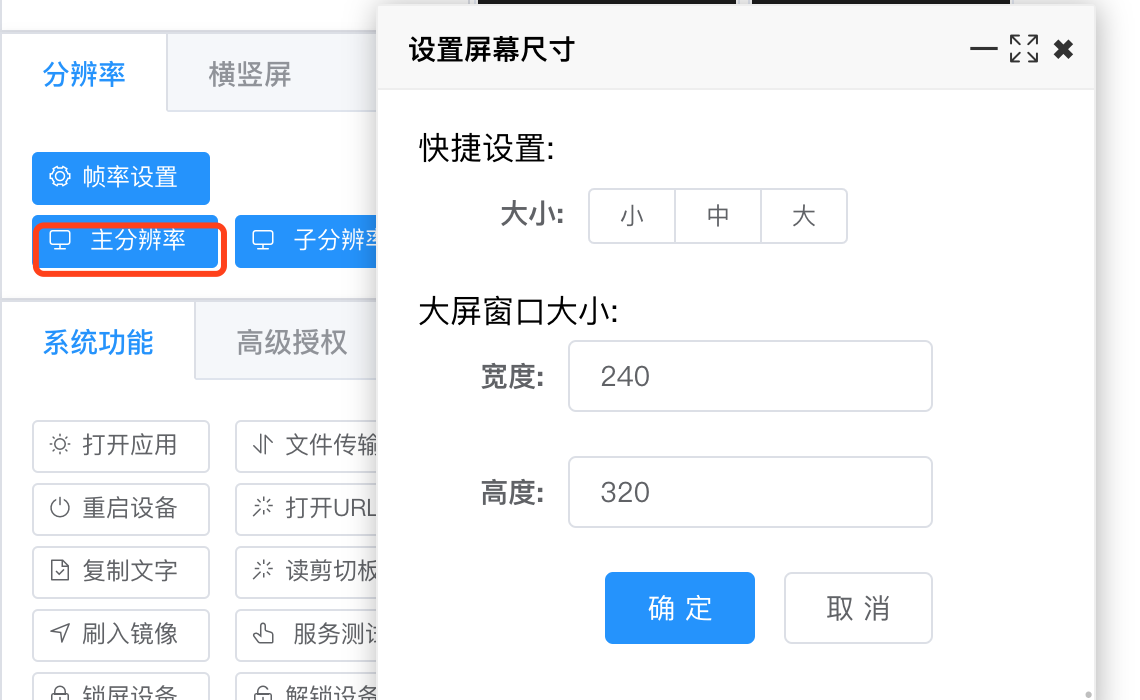 分辨率
横竖屏
帧率设置
主分辨率
子分辨率
系统功能
高级授权
打开应用
文件传输
重启设备
打开URL
复制文字
读剪切板
刷入镜像
服务测试
锁屏设备
解锁设备
设置屏幕尺寸
快捷设置:
大小:
小
中
大
大屏窗口大小:
宽度:
240
高度:
320
确 定
取 消